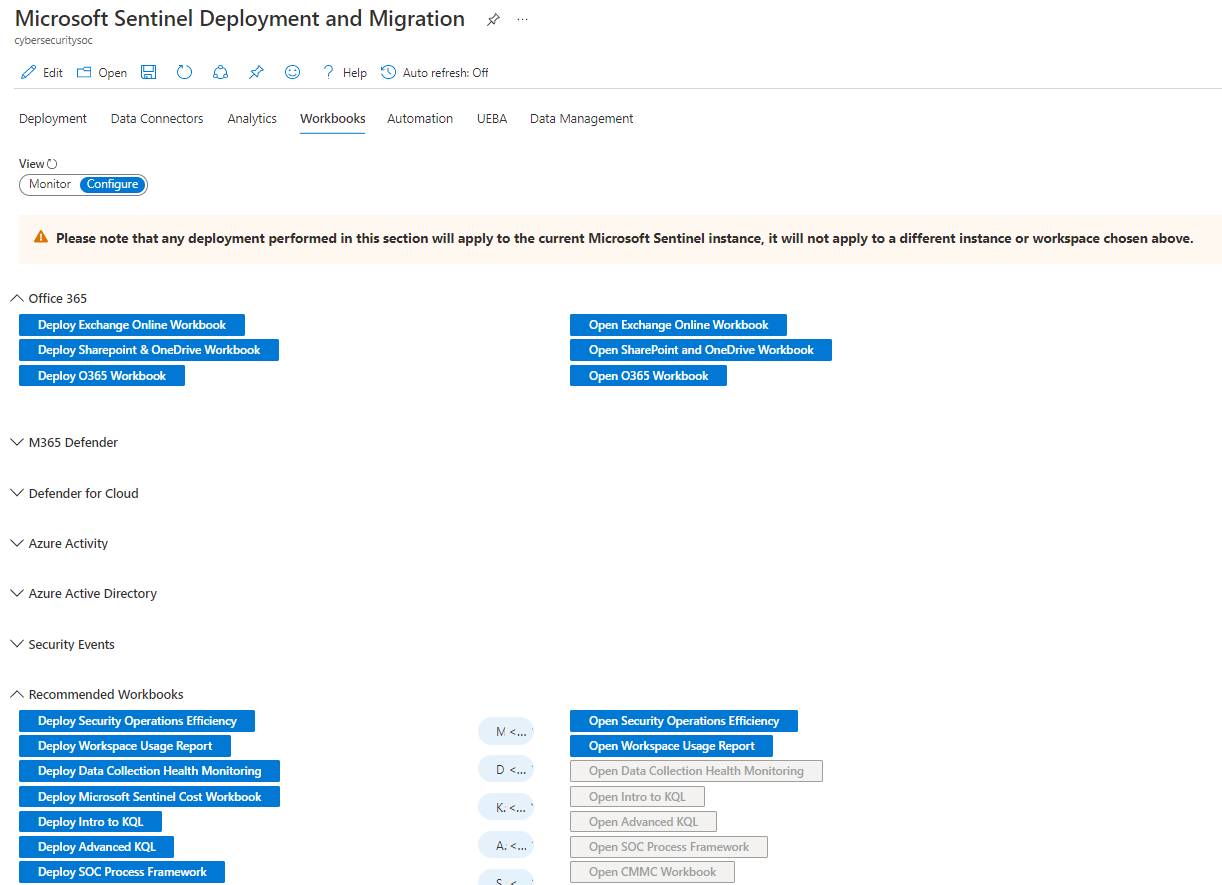 Microsoft Sentinel Deployment and Migration
cybersecuritysoc
Edit Open Help Auto refresh: Off
Deployment Data Connectors Analytics Workbooks Automation UEBA Data Management
View
Monitor Configure
Please note that any deployment performed in this section will apply to the current Microsoft Sentinel instance, it will not apply to a different instance or workspace chosen above.
Office 365
Deploy Exchange Online Workbook Open Exchange Online Workbook
Deploy Sharepoint & OneDrive Workbook Open SharePoint and OneDrive Workbook
Deploy O365 Workbook Open O365 Workbook
M365 Defender
Defender for Cloud
Azure Activity
Azure Active Directory
Security Events
Recommended Workbooks
Deploy Security Operations Efficiency M <... Open Security Operations Efficiency
Deploy Workspace Usage Report Open Workspace Usage Report
Deploy Data Collection Health Monitoring D <... Open Data Collection Health Monitoring
Deploy Microsoft Sentinel Cost Workbook K. <... Open Intro to KQL
Deploy Intro to KQL Open Advanced KQL
Deploy Advanced KQL A. <... Open SOC Process Framework
Deploy SOC Process Framework Open CMMC Workbook